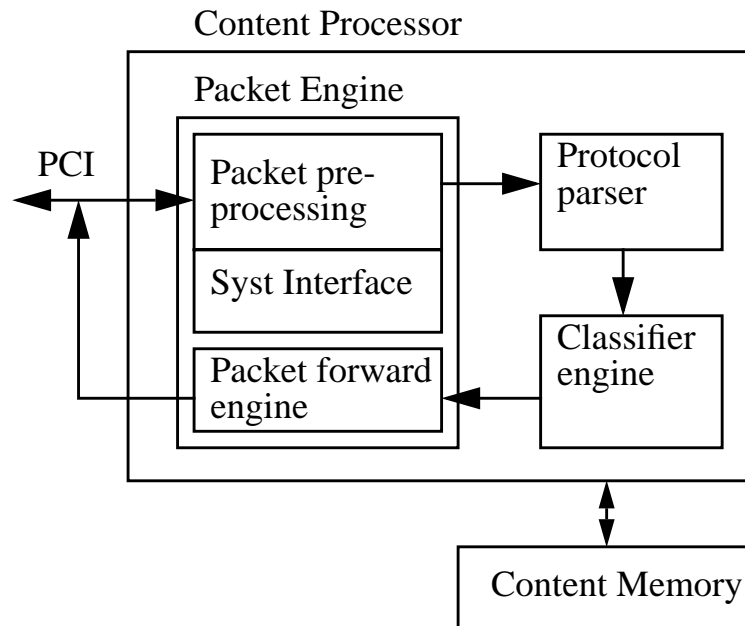 Content Processor
Packet Engine
PCI
Packet pre-
processing
Syst Interface
Packet forward
engine
Protocol
parser
Classifier
engine
Content Memory